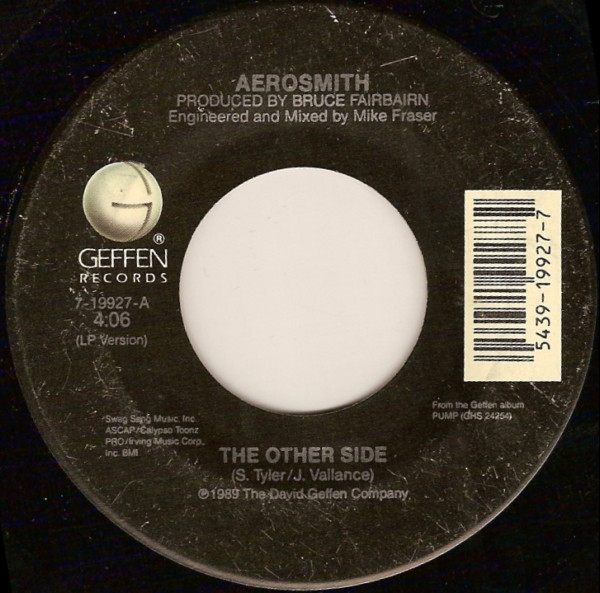 AEROSMITH
PRODUCED BY BRUCE FAIRBAIRN
Engineered and Mixed by Mike Fraser
G
®
GEFFEN
RECORDS
7-19927-A
4:06
(LP Version)
5439-19927-7
From the Geffen album
PUMP (GHS 24254)
Swag Song Music, Inc.
ASCAP/Calypso Toonz
PRO/Irving Music Corp.,
Inc. BMI
THE OTHER SIDE
(S. Tyler/J. Vallance)
℗1989 The David Geffen Company